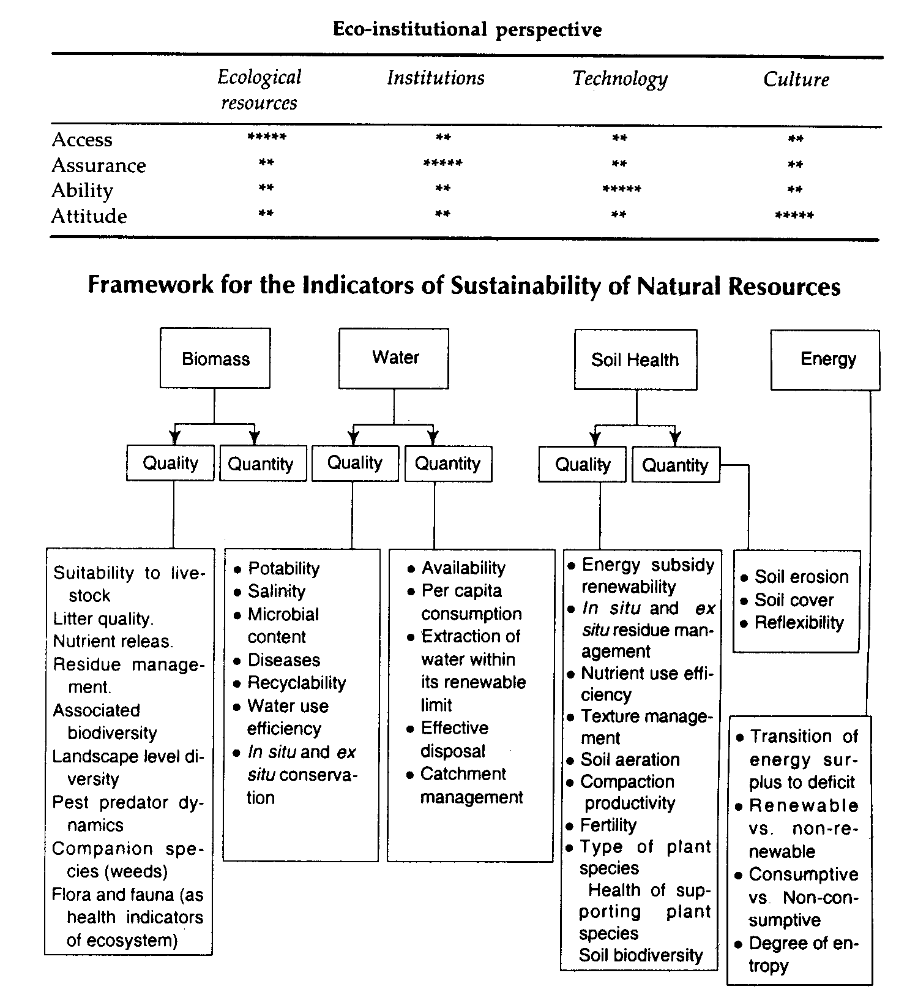 Eco-institutional perspective
Ecological resources Institutions Technology Culture
Access ***** ** ** **
Assurance ** ***** ** **
Ability ** ** ***** **
Attitude ** ** ** *****
Framework for the Indicators of Sustainability of Natural Resources
Biomass
Water
Soil Health
Energy
Quality
Quantity
Quality
Quantity
Quality
Quantity
Suitability to live-
stock
Litter quality.
Nutrient releas.
Residue manage-
ment.
Associated
biodiversity
Landscape level di-
versity
Pest predator dy-
namics
Companion spe-
cies (weeds)
Flora and fauna (as
health indicators
of ecosystem)
• Potability
• Salinity
• Microbial
content
• Diseases
• Recyclability
• Water use
efficiency
• In situ and ex
situ conserva-
tion
• Availability
• Per capita
consumption
• Extraction of
water within
its renewable
limit
• Effective
disposal
• Catchment
management
• Energy subsidy
renewability
• In situ and ex
situ residue man-
agement
• Nutrient use effi-
ciency
• Texture manage-
ment
• Soil aeration
• Compaction
productivity
• Fertility
• Type of plant
species
Health of sup-
porting plant
species
Soil biodiversity
• Soil erosion
• Soil cover
• Reflexibility
• Transition of
energy sur-
plus to deficit
• Renewable
vs. non-re-
newable
• Consumptive
vs. Non-con-
sumptive
• Degree of en-
tropy